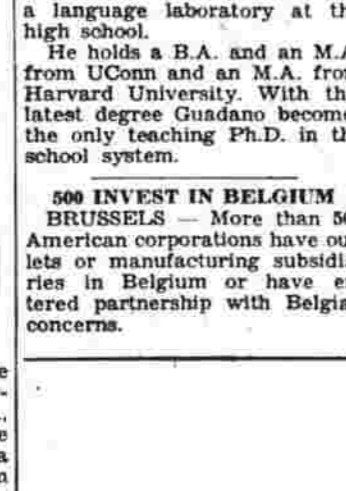 a language laboratory at th
high school.
He holds a B.A. and an M.A
from UConn and an M.A. fro
Harvard University. With th
latest degree Guadano become
the only teaching Ph.D. in th
school system.
500 INVEST IN BELGIUM
BRUSSELS — More than 50
American corporations have ou
lets or manufacturing subsidi
ries in Belgium or have e
tered partnership with Belgia
concerns.
e
-
.
e
a
n